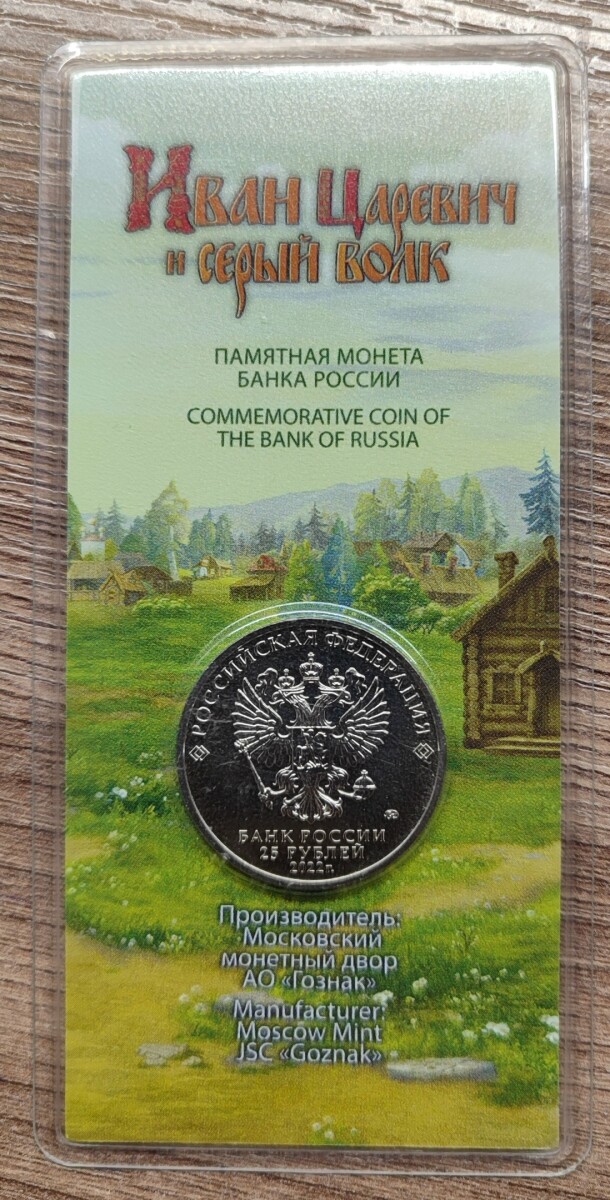 Иван Царевич
и серый волк
ПАМЯТНАЯ МОНЕТА
БАНКА РОССИИ
COMMEMORATIVE COIN OF
THE BANK OF RUSSIA
РОССИЙСКАЯ ФЕДЕРАЦИЯ
БАНК РОССИИ
25 РУБЛЕЙ
2022г.
Производитель:
Московский
монетный двор
АО «Гознак»
Manufacturer:
Moscow Mint
JSC «Goznak»